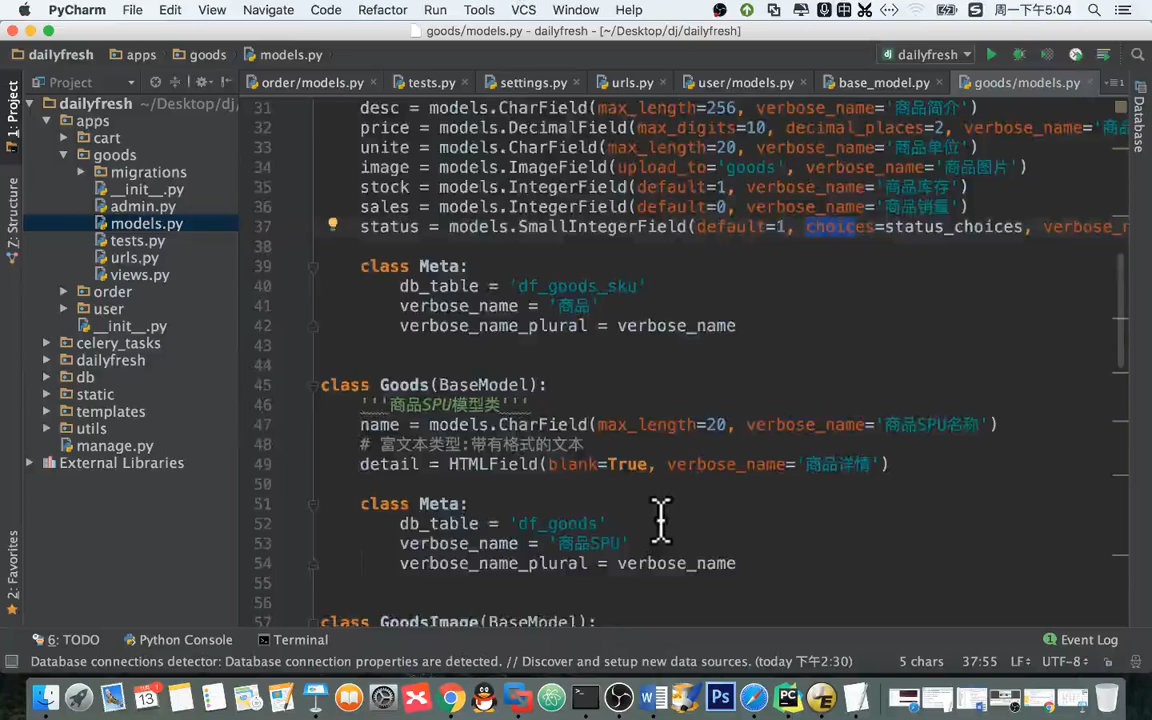 PyCharm File Edit View Navigate Code Refactor Run Tools VCS Window Help 周一下午5:04
goods/models.py - dailyfresh - [~/Desktop/dj/dailyfresh]
dailyfresh apps goods models.py dailyfresh
Project order/models.py tests.py settings.py urls.py user/models.py base_model.py goods/models.py
1: Project
7: Structure
2: Favorites
dailyfresh ~/Desktop/dj/
apps
cart
goods
migrations
__init__.py
admin.py
models.py
tests.py
urls.py
views.py
order
user
__init__.py
celery_tasks
dailyfresh
db
static
templates
utils
manage.py
External Libraries
31 desc = models.CharField(max_length=256, verbose_name='商品简介')
32 price = models.DecimalField(max_digits=10, decimal_places=2, verbose_name='商品
33 unite = models.CharField(max_length=20, verbose_name='商品单位')
34 image = models.ImageField(upload_to='goods', verbose_name='商品图片')
35 stock = models.IntegerField(default=1, verbose_name='商品库存')
36 sales = models.IntegerField(default=0, verbose_name='商品销量')
37 status = models.SmallIntegerField(default=1, choices=status_choices, verbose_n
38
39 class Meta:
40 db_table = 'df_goods_sku'
41 verbose_name = '商品'
42 verbose_name_plural = verbose_name
43
44
45 class Goods(BaseModel):
46 '''商品SPU模型类'''
47 name = models.CharField(max_length=20, verbose_name='商品SPU名称')
48 # 富文本类型:带有格式的文本
49 detail = HTMLField(blank=True, verbose_name='商品详情')
50
51 class Meta:
52 db_table = 'df_goods'
53 verbose_name = '商品SPU'
54 verbose_name_plural = verbose_name
55
56
57 class GoodsImage(BaseModel):
Database
6: TODO Python Console Terminal 1 Event Log
Database connections detector: Database connection properties are detected. // Discover and setup new data sources. (today 下午2:30) 5 chars 37:55 LF UTF-8
13 W Ps PC